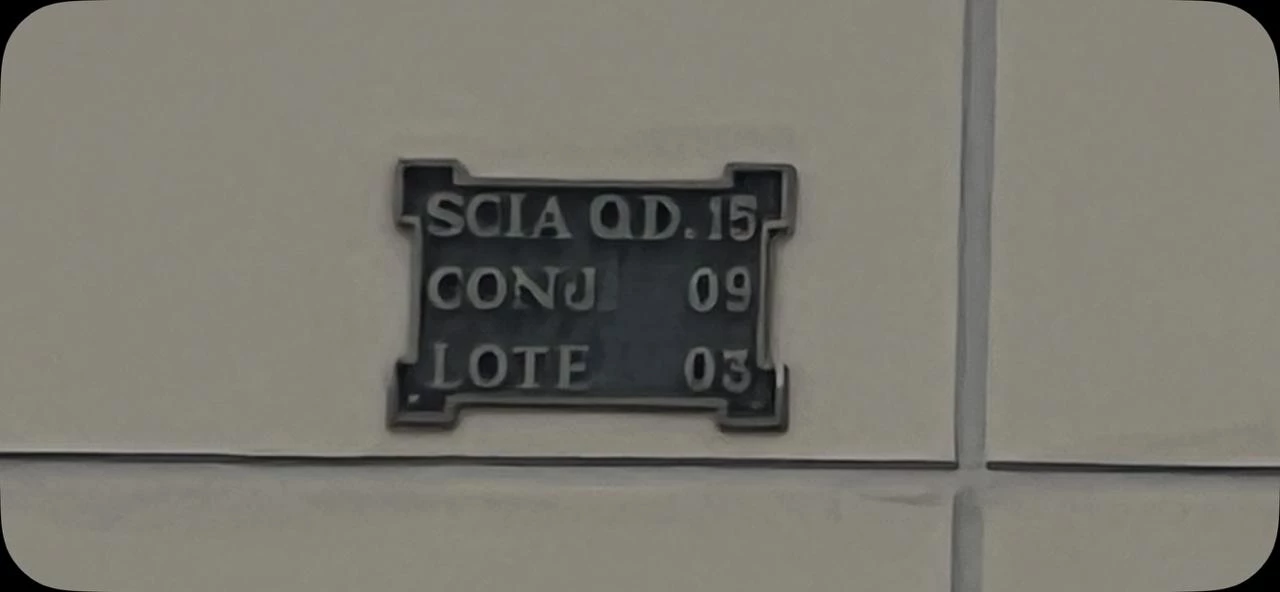 SCIA QD. 15
CONJ 09
LOTE 03